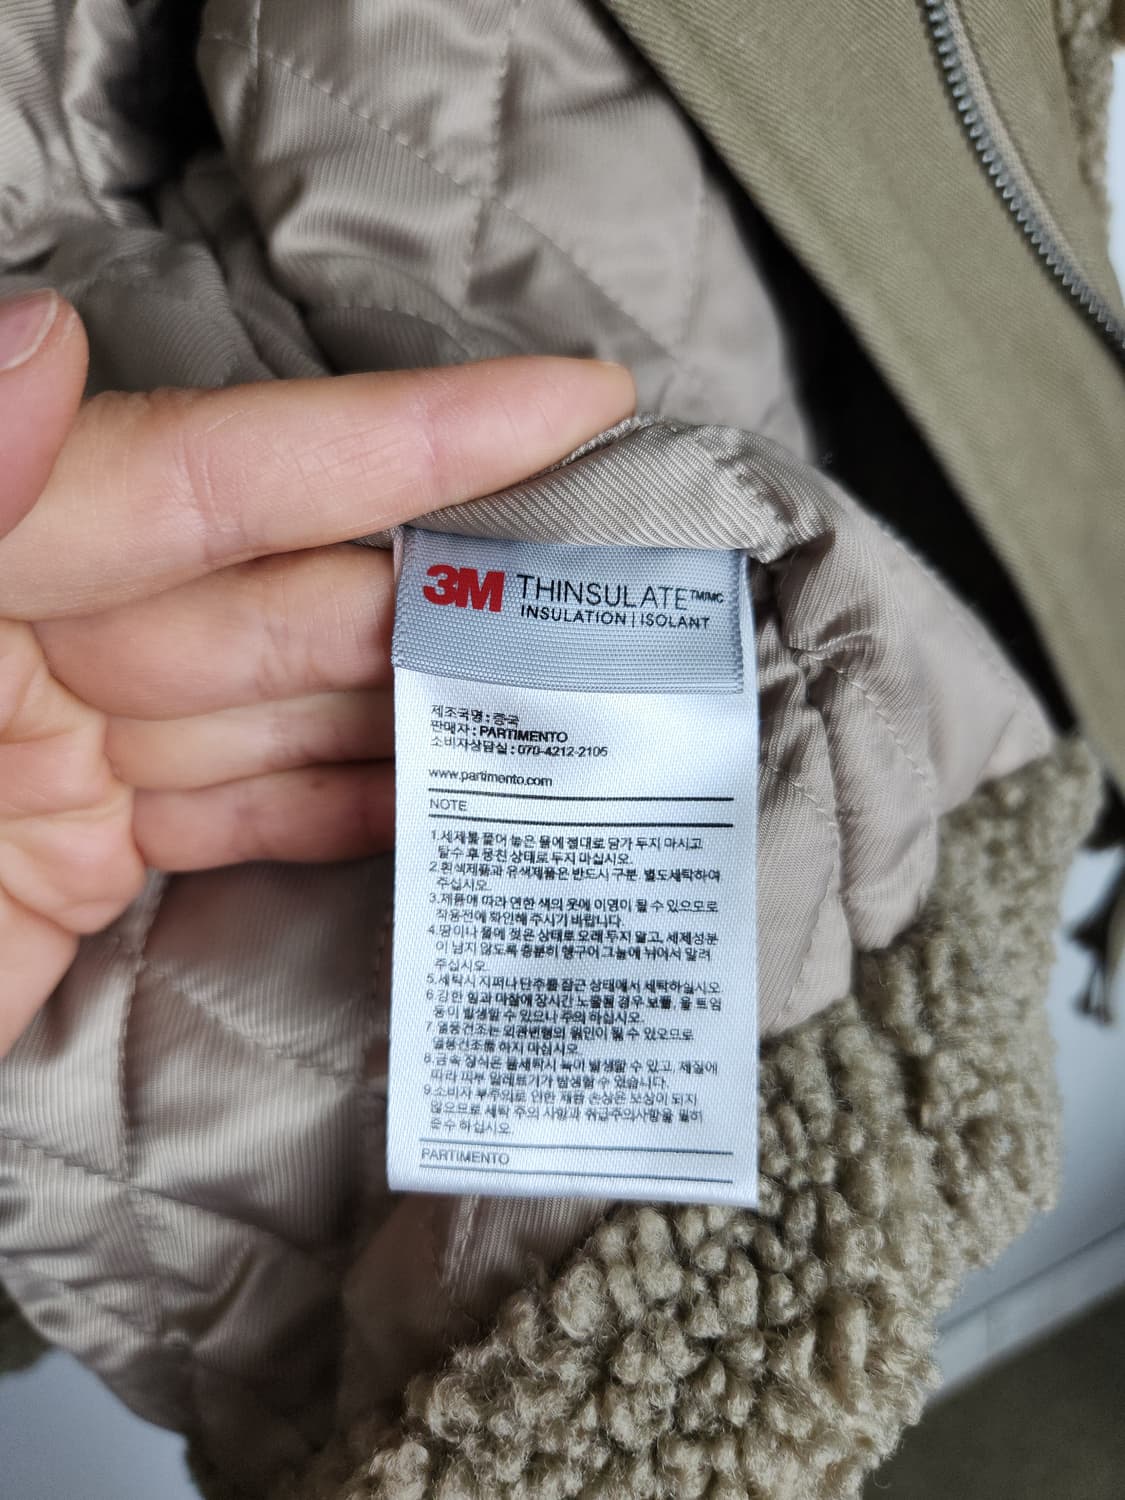 3M THINSULATE™/MC
INSULATION | ISOLANT
제조국명 : 중국
판매자 : PARTIMENTO
소비자상담실 : 070-4212-2105
www.partimento.com
NOTE
1.세제를 풀어 놓은 물에 절대로 담가 두지 마시고
탈수 후 뭉친 상태로 두지 마십시오.
2.흰색제품과 유색제품은 반드시 구분 별도세탁하여
주십시오.
3.제품에 따라 연한 색의 옷에 이염이 될 수 있으므로
착용전에 확인해 주시기 바랍니다.
4.땀이나 물에 젖은 상태로 오래 두지 말고, 세제성분
이 남지 않도록 충분히 헹구어 그늘에 뉘어서 말려
주십시오
5.세탁시 지퍼나 단추를 잠근 상태에서 세탁하실시오
6 강한 힘과 마찰에 장시간 노출될 경우 보풀, 올 트임
등이 발생할 수 있으니 주의 하십시오.
7.열풍건조는 외관변형의 원인이 될 수 있으므로
열풍건조를 하지 마십시오.
8.금속 장식은 물세탁시 녹이 발생할 수 있고, 체질에
따라 피부 알레르기가 발생할 수 있습니다.
9.소비자 부주의로 인한 제품 손상은 보상이 되지
않으므로 세탁 주의 사항과 취급주의사항을 필히
준수 하십시오.
PARTIMENTO